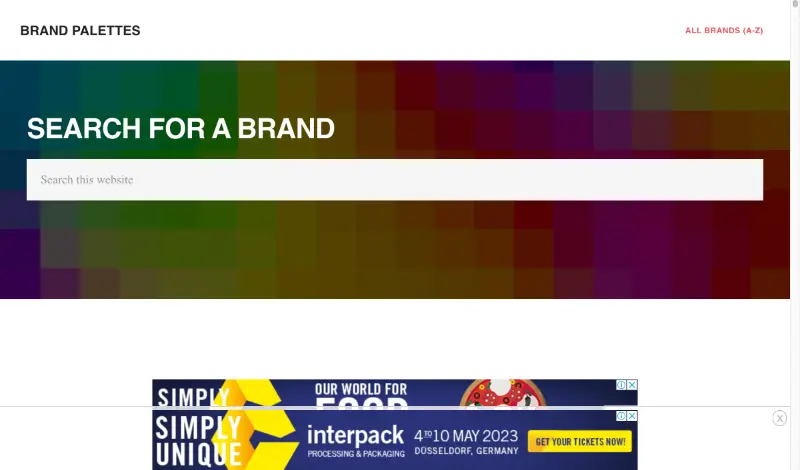 BRAND PALETTES
ALL BRANDS (A-Z)
SEARCH FOR A BRAND
Search this website
SIMPLY
OUR WORLD FOR
FOOD
SIMPLY
UNIQUE
interpack
PROCESSING & PACKAGING
4 TO 10 MAY 2023
DÜSSELDORF, GERMANY
GET YOUR TICKETS NOW!
X